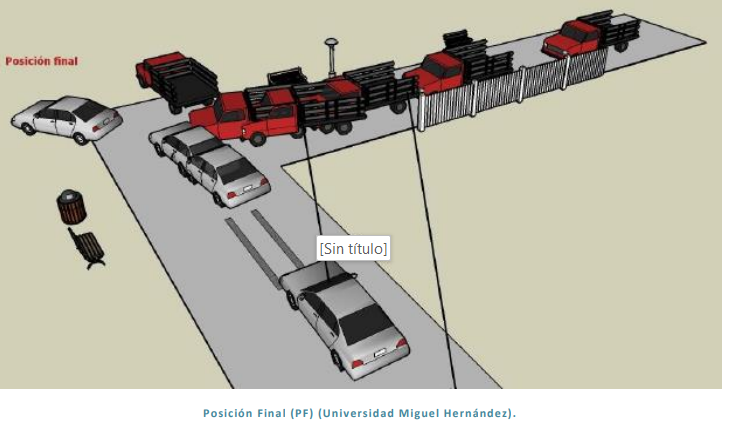 Posición final
[Sin título]
Posición Final (PF) (Universidad Miguel Hernández).